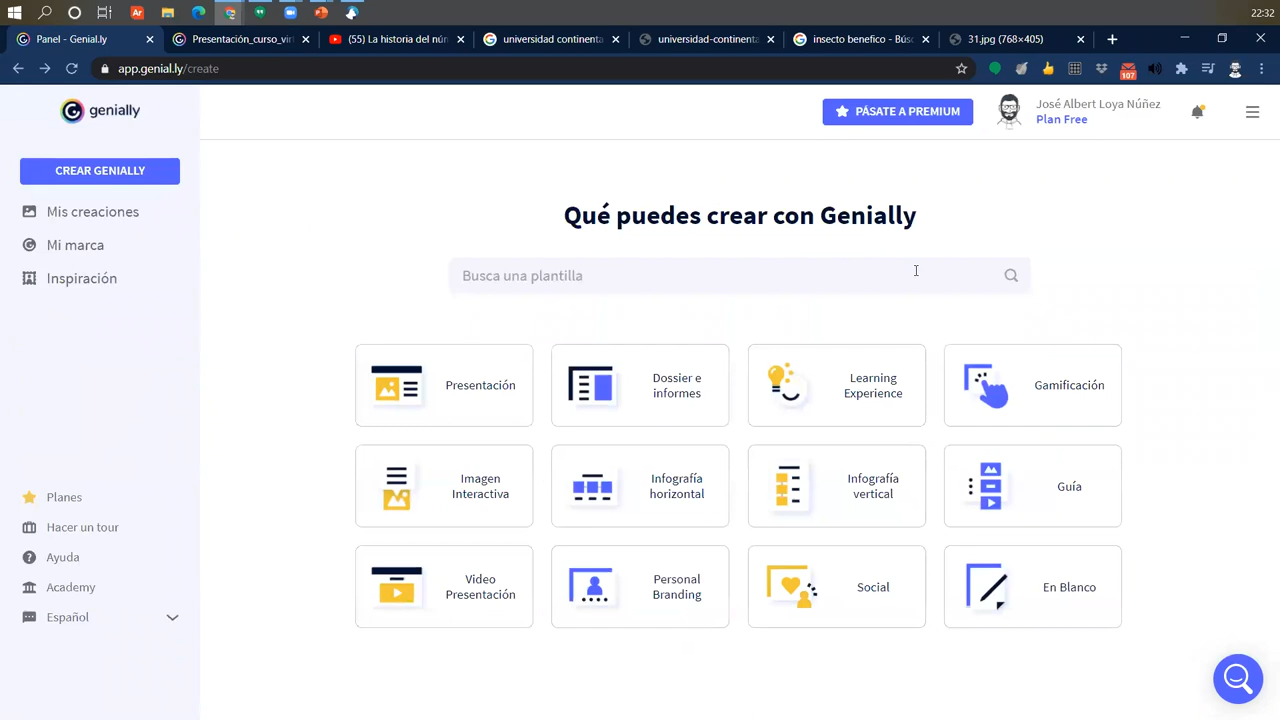 22:32
Panel - Genial.ly
Presentación_curso_virt
(55) La historia del núm
universidad continenta
universidad-continenta
insecto benefico - Búsc
31.jpg (768×405)
app.genial.ly/create
107
genially
PÁSATE A PREMIUM
José Albert Loya Núñez
Plan Free
CREAR GENIALLY
Mis creaciones
Mi marca
Inspiración
Qué puedes crear con Genially
Busca una plantilla
Presentación
Dossier e
informes
Learning
Experience
Gamificación
Imagen
Interactiva
Infografía
horizontal
Infografía
vertical
Guía
Video
Presentación
Personal
Branding
Social
En Blanco
Planes
Hacer un tour
Ayuda
Academy
Español